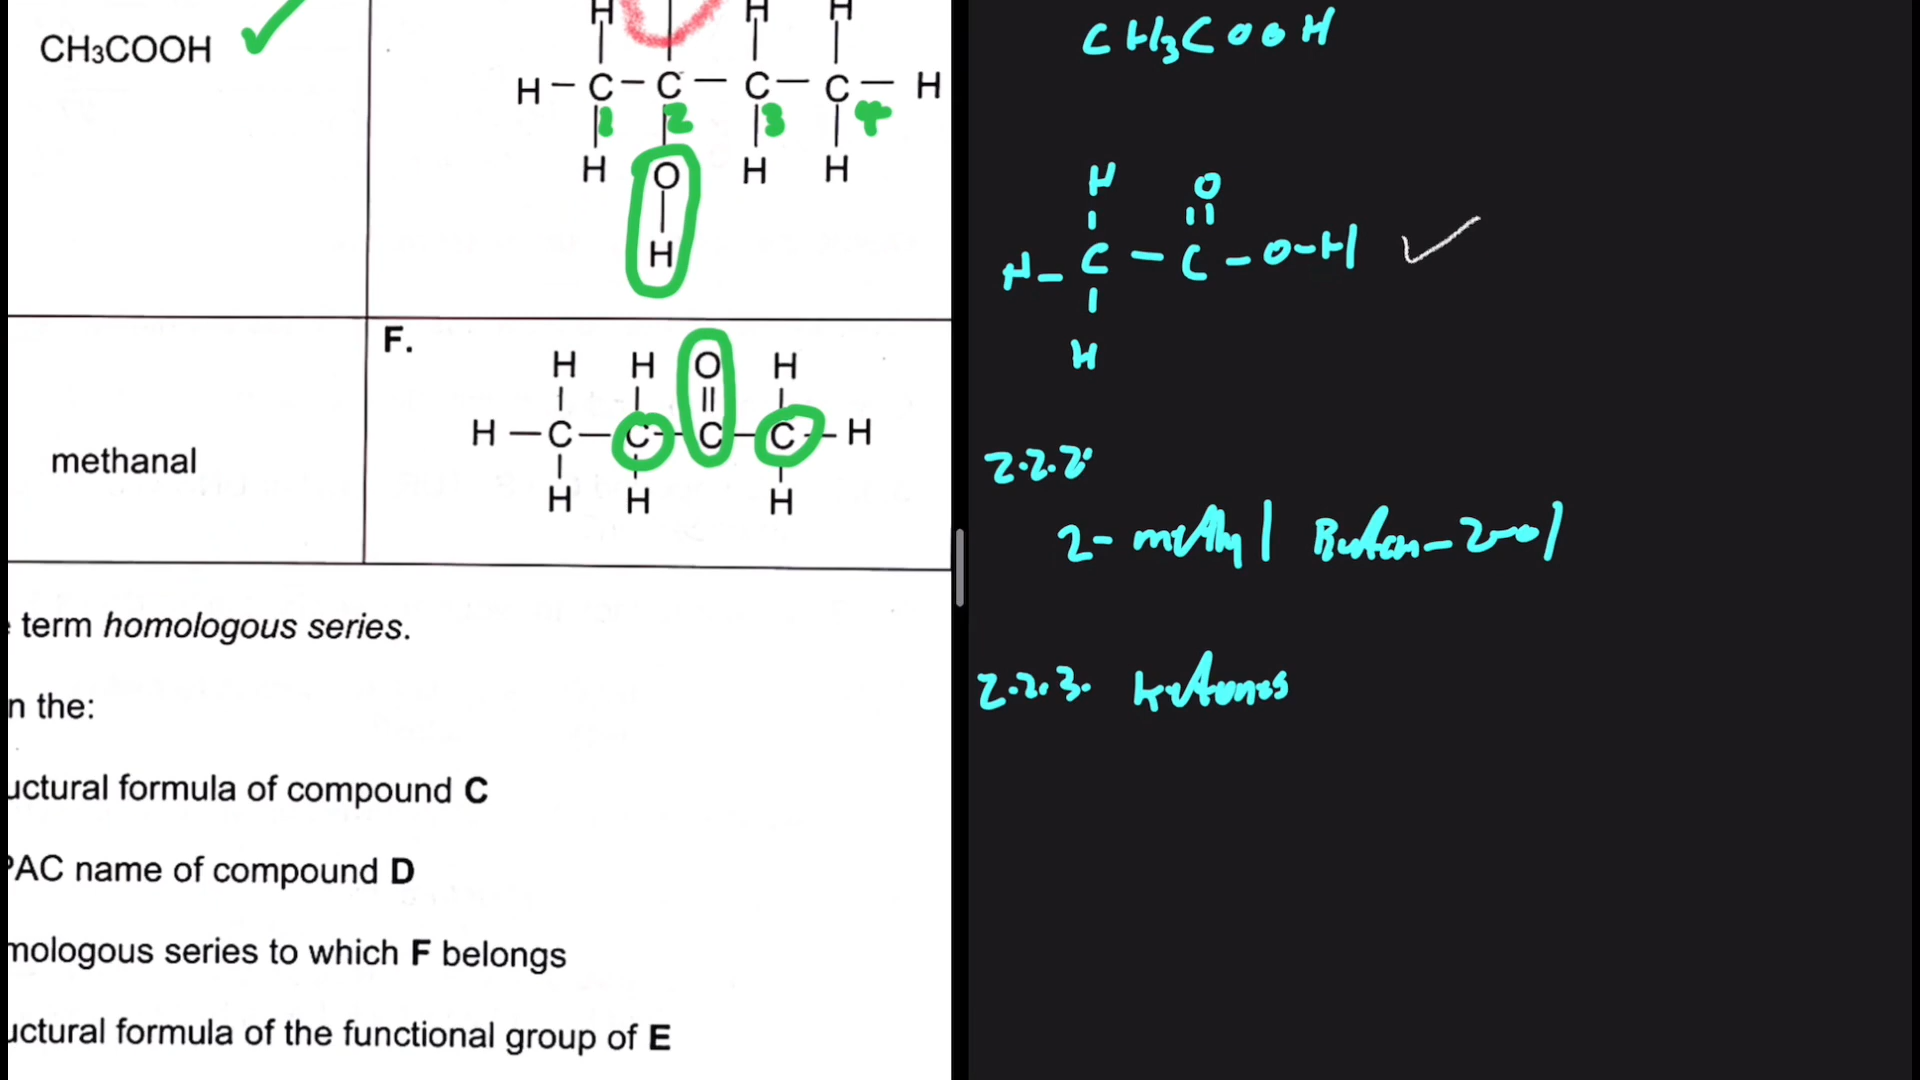 CH3COOH
H H H
H-C-C-C-C-H
1 2 3 4
H O H H
H
F.
H H O H
H-C-C-C-C-H
H H H
methanal
term homologous series.
n the:
uctural formula of compound C
PAC name of compound D
mologous series to which F belongs
uctural formula of the functional group of E
CH3COOH
H O
H-C-C-O-H
H
2.2.2
2-methyl Butan-2-ol
2.2.3. ketones